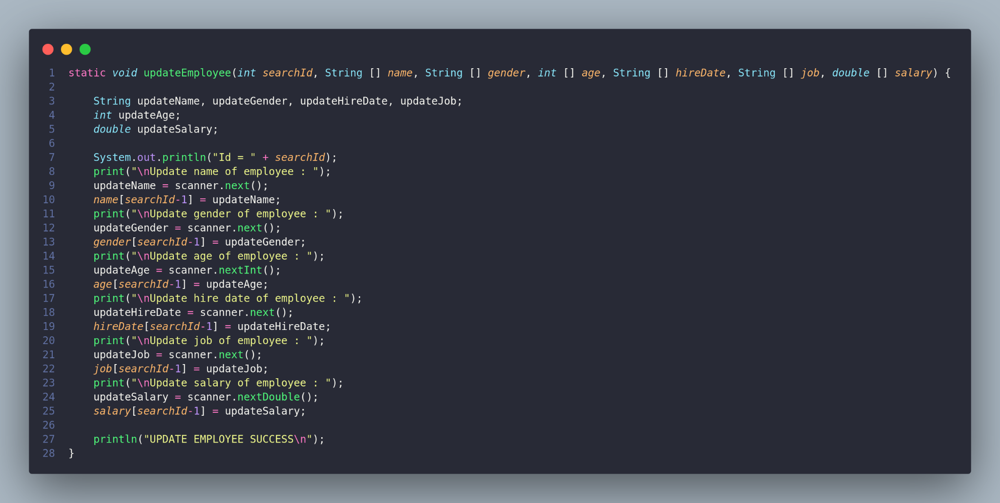 1 static void updateEmployee(int searchId, String [] name, String [] gender, int [] age, String [] hireDate, String [] job, double [] salary) {
2
3     String updateName, updateGender, updateHireDate, updateJob;
4     int updateAge;
5     double updateSalary;
6
7     System.out.println("Id = " + searchId);
8     print("\nUpdate name of employee : ");
9     updateName = scanner.next();
10     name[searchId-1] = updateName;
11     print("\nUpdate gender of employee : ");
12     updateGender = scanner.next();
13     gender[searchId-1] = updateGender;
14     print("\nUpdate age of employee : ");
15     updateAge = scanner.nextInt();
16     age[searchId-1] = updateAge;
17     print("\nUpdate hire date of employee : ");
18     updateHireDate = scanner.next();
19     hireDate[searchId-1] = updateHireDate;
20     print("\nUpdate job of employee : ");
21     updateJob = scanner.next();
22     job[searchId-1] = updateJob;
23     print("\nUpdate salary of employee : ");
24     updateSalary = scanner.nextDouble();
25     salary[searchId-1] = updateSalary;
26
27     println("UPDATE EMPLOYEE SUCCESS\n");
28 }